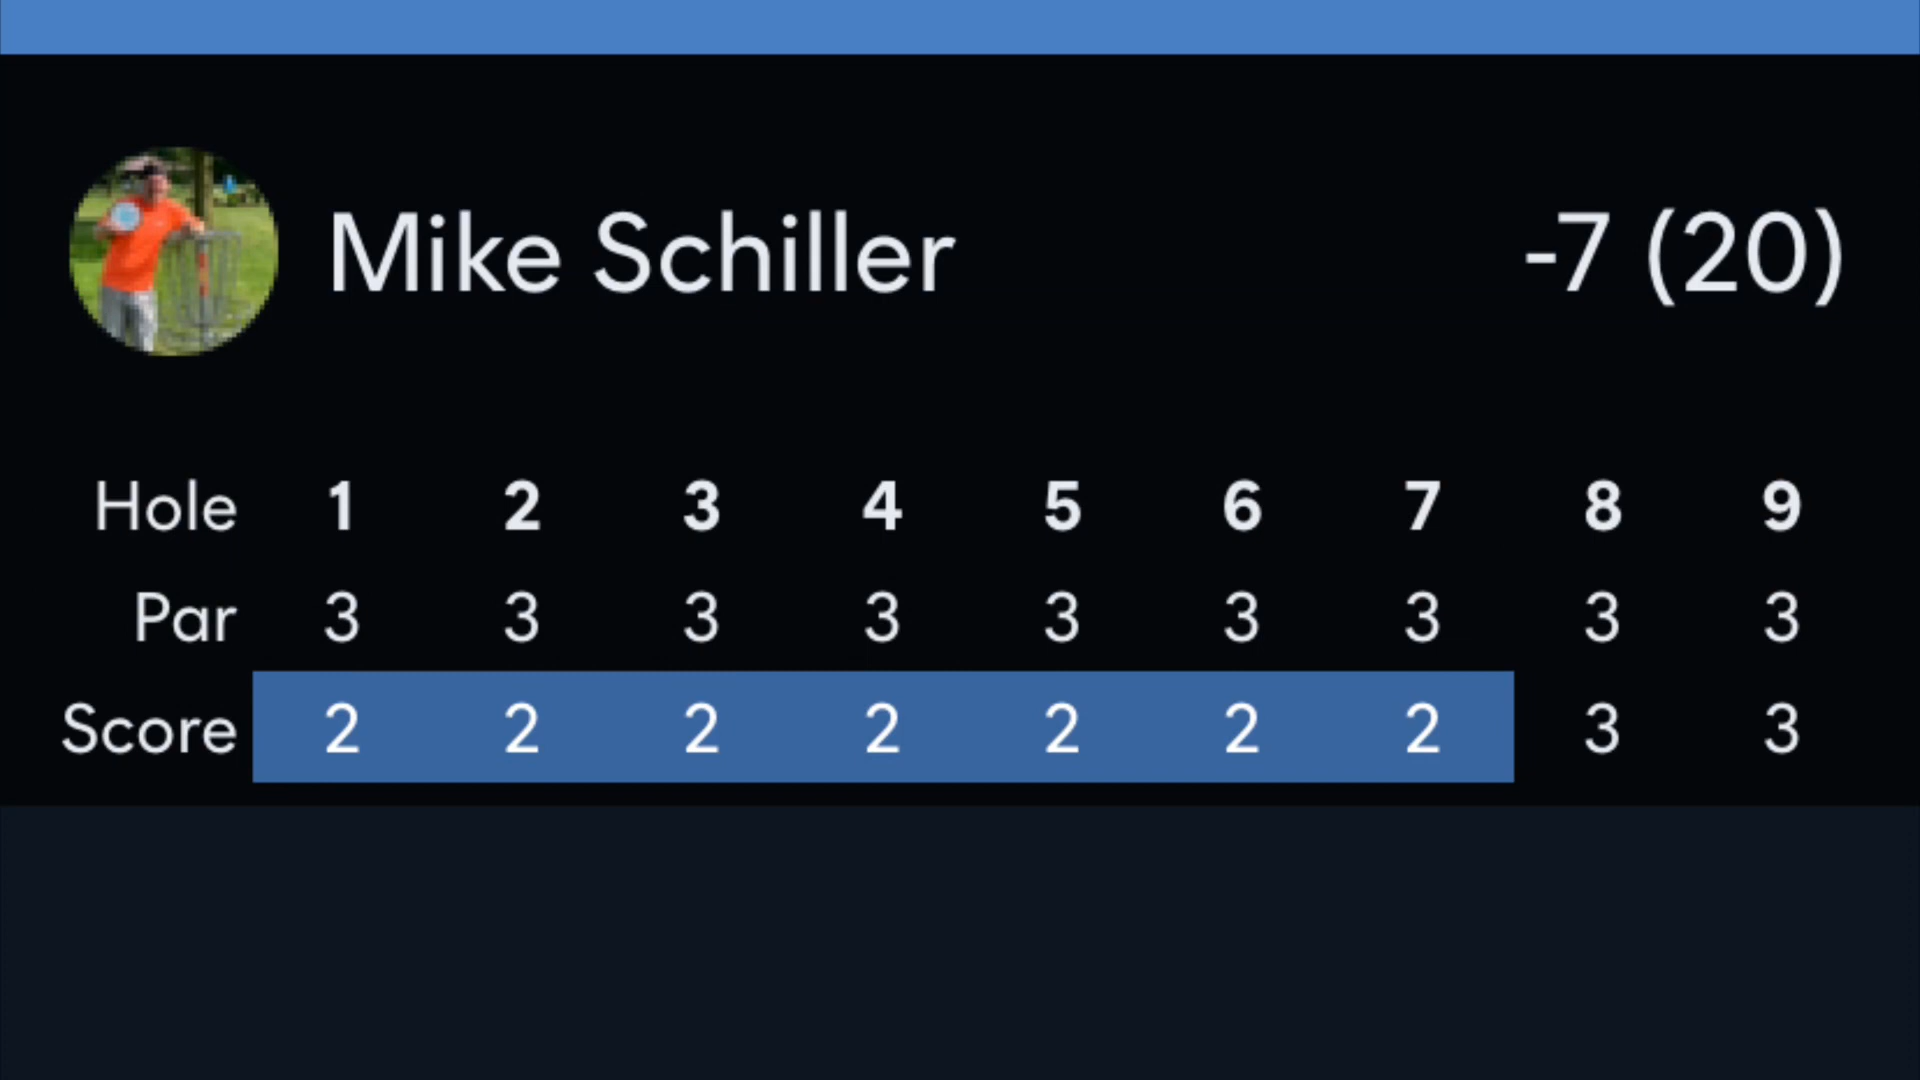 Mike Schiller -7 (20)
Hole 1 2 3 4 5 6 7 8 9
Par 3 3 3 3 3 3 3 3 3
Score 2 2 2 2 2 2 2 3 3